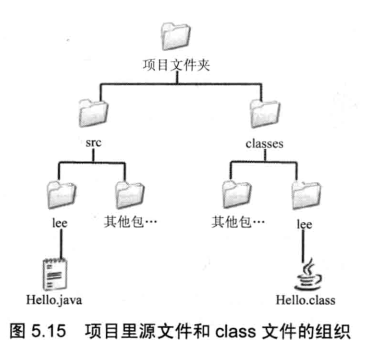 项目文件夹
src
classes
lee
其他包…
其他包…
lee
Hello.java
Hello.class
图 5.15 项目里源文件和 class 文件的组织